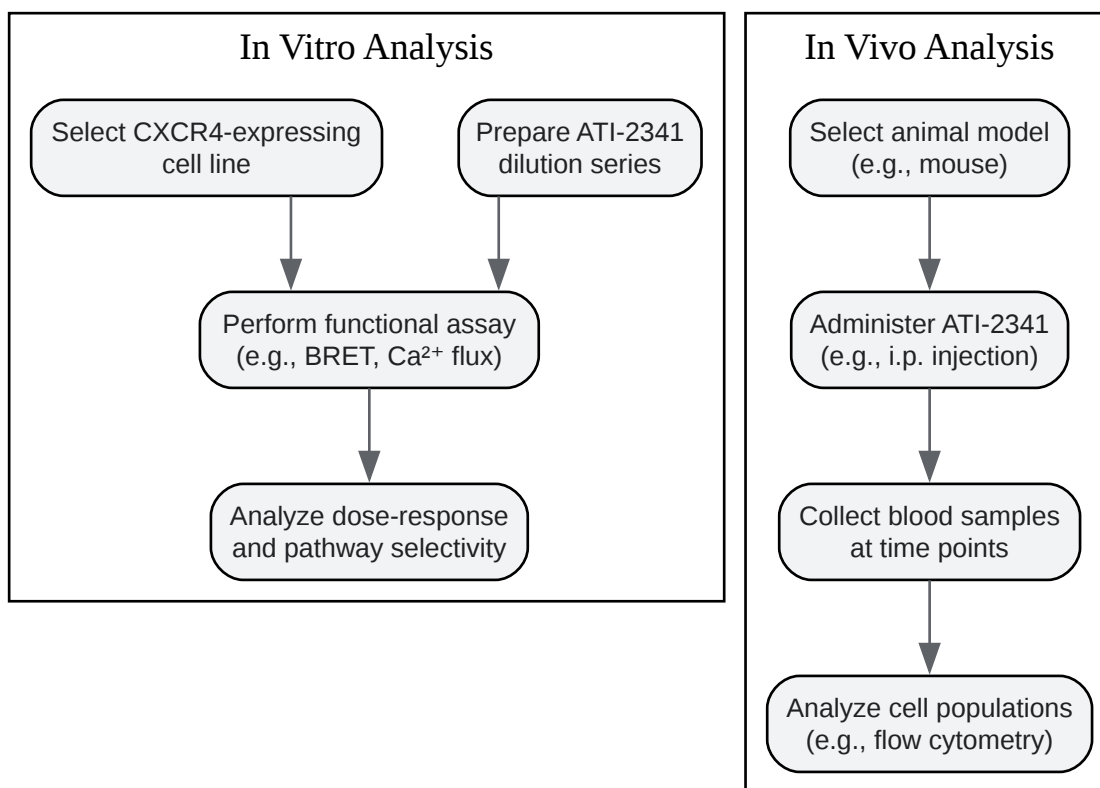 In Vitro Analysis
Select CXCR4-expressing
cell line
Prepare ATI-2341
dilution series
Perform functional assay
(e.g., BRET, Ca²⁺ flux)
Analyze dose-response
and pathway selectivity
In Vivo Analysis
Select animal model
(e.g., mouse)
Administer ATI-2341
(e.g., i.p. injection)
Collect blood samples
at time points
Analyze cell populations
(e.g., flow cytometry)